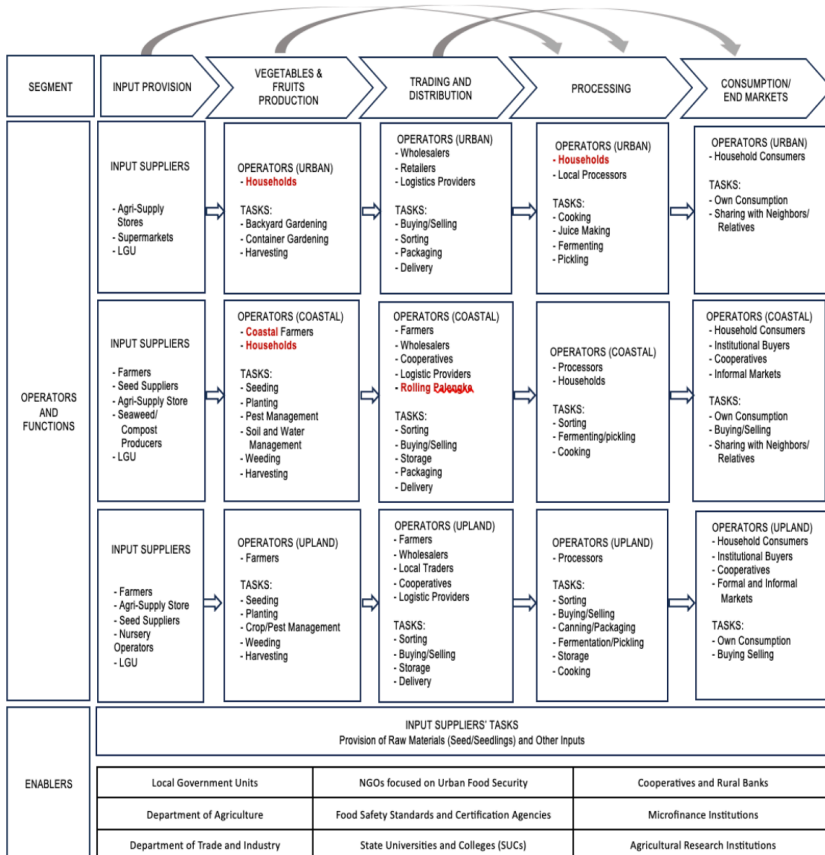 SEGMENT
INPUT PROVISION
VEGETABLES &
FRUITS
PRODUCTION
TRADING AND
DISTRIBUTION
PROCESSING
CONSUMPTION/
END MARKETS
OPERATORS
AND
FUNCTIONS
INPUT SUPPLIERS
- Agri-Supply
Stores
- Supermarkets
- LGU
OPERATORS (URBAN)
- Households
TASKS:
- Backyard Gardening
- Container Gardening
- Harvesting
OPERATORS (URBAN)
- Wholesalers
- Retailers
- Logistics Providers
TASKS:
- Buying/Selling
- Sorting
- Packaging
- Delivery
OPERATORS (URBAN)
- Households
- Local Processors
TASKS:
- Cooking
- Juice Making
- Fermenting
- Pickling
OPERATORS (URBAN)
- Household Consumers
TASKS:
- Own Consumption
- Sharing with Neighbors/
Relatives
INPUT SUPPLIERS
- Farmers
- Seed Suppliers
- Agri-Supply Store
- Seaweed/
Compost
Producers
- LGU
OPERATORS (COASTAL)
- Coastal Farmers
- Households
TASKS:
- Seeding
- Planting
- Pest Management
- Soil and Water
Management
- Weeding
- Harvesting
OPERATORS (COASTAL)
- Farmers
- Wholesalers
- Cooperatives
- Logistic Providers
- Rolling Palengke
TASKS:
- Sorting
- Buying/Selling
- Storage
- Packaging
- Delivery
OPERATORS (COASTAL)
- Processors
- Households
TASKS:
- Sorting
- Fermenting/pickling
- Cooking
OPERATORS (COASTAL)
- Household Consumers
- Institutional Buyers
- Cooperatives
- Informal Markets
TASKS:
- Own Consumption
- Buying/Selling
- Sharing with Neighbors/
Relatives
INPUT SUPPLIERS
- Farmers
- Agri-Supply Store
- Seed Suppliers
- Nursery
Operators
- LGU
OPERATORS (UPLAND)
- Farmers
TASKS:
- Seeding
- Planting
- Crop/Pest Management
- Weeding
- Harvesting
OPERATORS (UPLAND)
- Farmers
- Wholesalers
- Local Traders
- Cooperatives
- Logistic Providers
TASKS:
- Sorting
- Buying/Selling
- Storage
- Delivery
OPERATORS (UPLAND)
- Processors
TASKS:
- Sorting
- Buying/Selling
- Canning/Packaging
- Fermentation/Pickling
- Storage
- Cooking
OPERATORS (UPLAND)
- Household Consumers
- Institutional Buyers
- Cooperatives
- Formal and Informal
Markets
TASKS:
- Own Consumption
- Buying Selling
ENABLERS
INPUT SUPPLIERS' TASKS
Provision of Raw Materials (Seed/Seedlings) and Other Inputs
Local Government Units
NGOs focused on Urban Food Security
Cooperatives and Rural Banks
Department of Agriculture
Food Safety Standards and Certification Agencies
Microfinance Institutions
Department of Trade and Industry
State Universities and Colleges (SUCs)
Agricultural Research Institutions